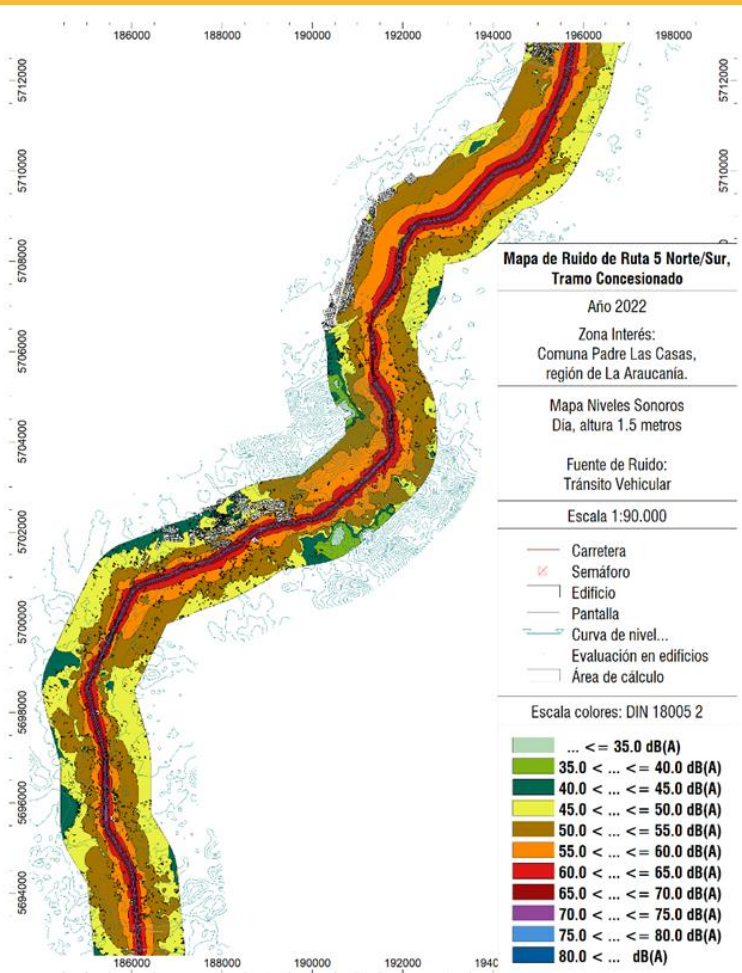 186000 188000 190000 192000 194000 196000 198000
5712000 5712000
5710000 5710000
5708000
5706000
5704000
5702000
5700000
5698000
5696000
5694000
186000 188000 190000 192000
Mapa de Ruido de Ruta 5 Norte/Sur,
Tramo Concesionado
Año 2022
Zona Interés:
Comuna Padre Las Casas,
región de La Araucanía.
Mapa Niveles Sonoros
Día, altura 1.5 metros
Fuente de Ruido:
Tránsito Vehicular
Escala 1:90.000
Carretera
Semáforo
Edificio
Pantalla
Curva de nivel...
Evaluación en edificios
Área de cálculo
Escala colores: DIN 18005 2
... <= 35.0 dB(A)
35.0 < ... <= 40.0 dB(A)
40.0 < ... <= 45.0 dB(A)
45.0 < ... <= 50.0 dB(A)
50.0 < ... <= 55.0 dB(A)
55.0 < ... <= 60.0 dB(A)
60.0 < ... <= 65.0 dB(A)
65.0 < ... <= 70.0 dB(A)
70.0 < ... <= 75.0 dB(A)
75.0 < ... <= 80.0 dB(A)
80.0 < ... dB(A)